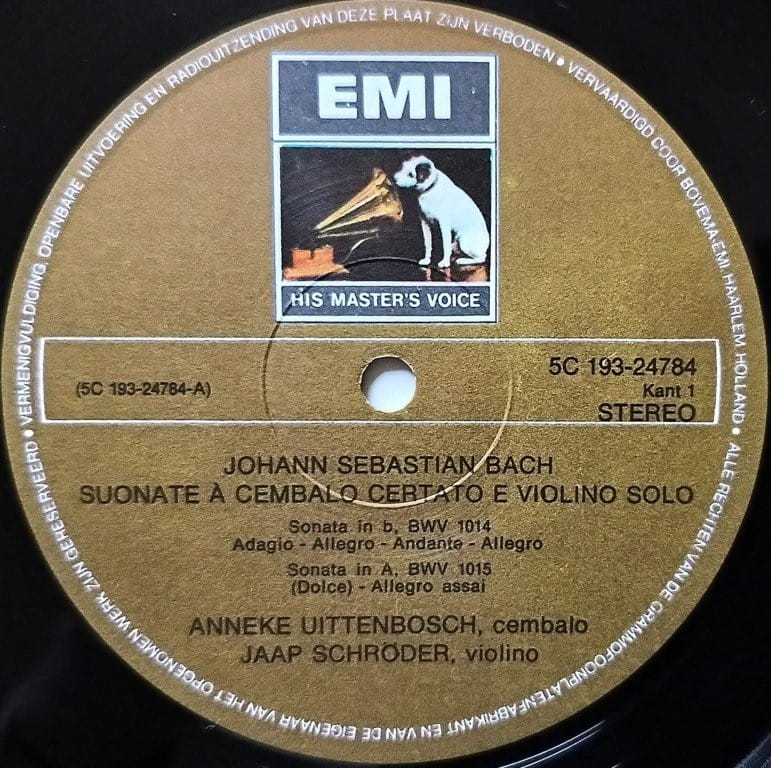 EMI
HIS MASTER'S VOICE
(5C 193-24784-A)
5C 193-24784
Kant 1
STEREO
JOHANN SEBASTIAN BACH
SUONATE À CEMBALO CERTATO E VIOLINO SOLO
Sonata in b, BWV 1014
Adagio - Allegro - Andante - Allegro
Sonata in A, BWV 1015
(Dolce) - Allegro assai
ANNEKE UITTENBOSCH, cembalo
JAAP SCHRÖDER, violino
VERVAARDIGD DOOR BOVEMA-EMI HAARLEM HOLLAND • ALLE RECHTEN VAN DE GRAMMOFOONPLATENFABRIKANT EN VAN DE EIGENAAR VAN HET OPGENOMEN WERK ZIJN GERESERVEERD • VERMENIGVULDIGING, OPENBARE UITVOERING EN RADIOUITZENDING VAN DEZE PLAAT ZIJN VERBODEN •